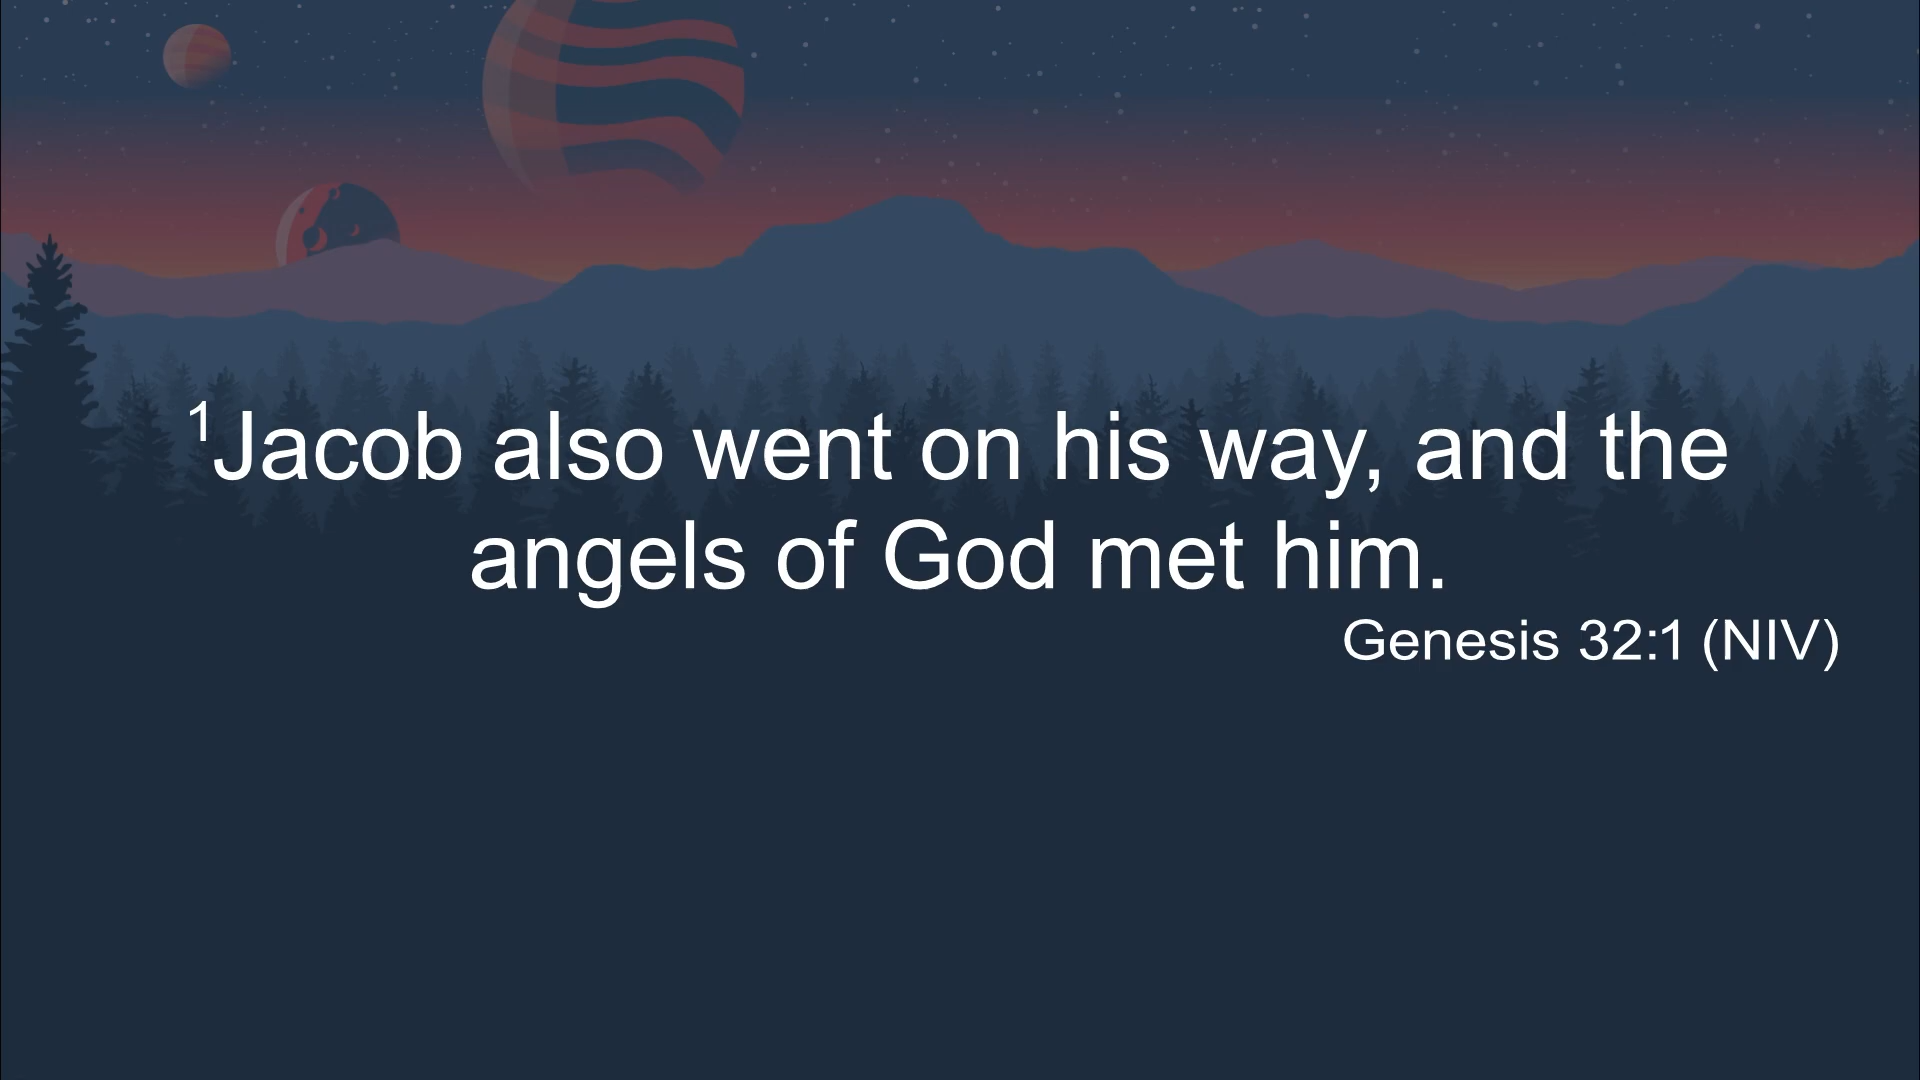 ¹Jacob also went on his way, and the
angels of God met him.
Genesis 32:1 (NIV)